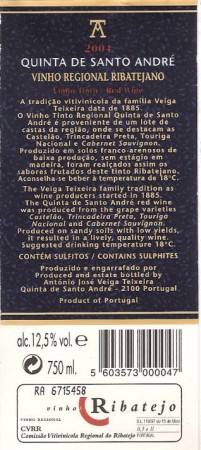 2004
QUINTA DE SANTO ANDRÉ
VINHO REGIONAL RIBATEJANO
Vinho Tinto Red Wine
A tradição vitivinícola da família Veiga
Teixeira data de 1885.
O Vinho Tinto Regional Quinta de Santo
André é proveniente de um lote de
castas da região, onde se destacam as
Castelão, Trincadeira Preta, Touriga
Nacional e Cabernet Sauvignon.
Produzido em solos franco-arenosos de
baixa produção, sem estágio em
madeira, foram realçados assim os
sabores frutados deste tinto Ribatejano.
Aconselha-se beber à temperatura de 18°C.
The Veiga Teixeira family tradition as
wine producers started in 1885.
The Quinta de Santo André red wine
was produced from the grape varieties
Castelão, Trincadeira Preta, Touriga
Nacional and Cabernet Sauvignon.
Produced on sandy soils with low yields,
it resulted in a lively, quality wine.
Suggested drinking temperature 18°C.
CONTÉM SULFITOS / CONTAINS SULPHITES
Produzido e engarrafado por
Produced and estate bottled by
António José Veiga Teixeira
Quinta de Santo André - 2100 Portugal
Product of Portugal
alc.12,5% vol e
750 ml.
5 603573 000047
RA 6715458
vinho Ribatejo
VINHO REGIONAL
CVRR
Comissão Vitivinícola Regional do Ribatejo